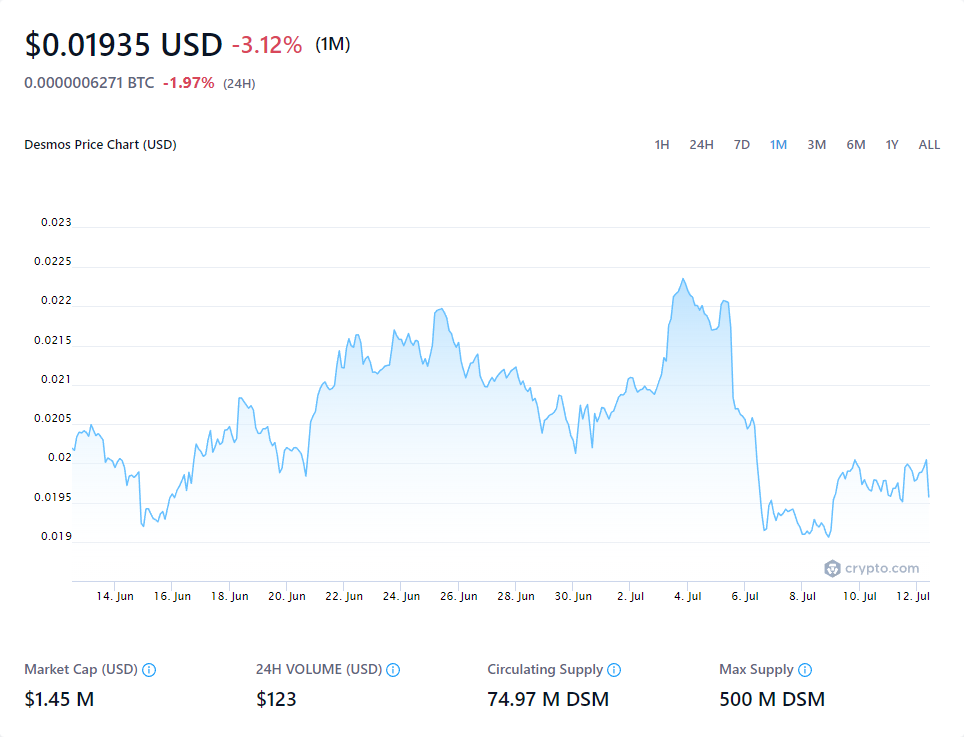 $0.01935 USD -3.12% (1M)
0.0000006271 BTC -1.97% (24H)
Desmos Price Chart (USD) 1H 24H 7D 1M 3M 6M 1Y ALL
0.023
0.0225
0.022
0.0215
0.021
0.0205
0.02
0.0195
0.019
crypto.com
14. Jun 16. Jun 18. Jun 20. Jun 22. Jun 24. Jun 26. Jun 28. Jun 30. Jun 2. Jul 4. Jul 6. Jul 8. Jul 10. Jul 12. Jul
Market Cap (USD) 24H VOLUME (USD) Circulating Supply Max Supply
$1.45 M $123 74.97 M DSM 500 M DSM